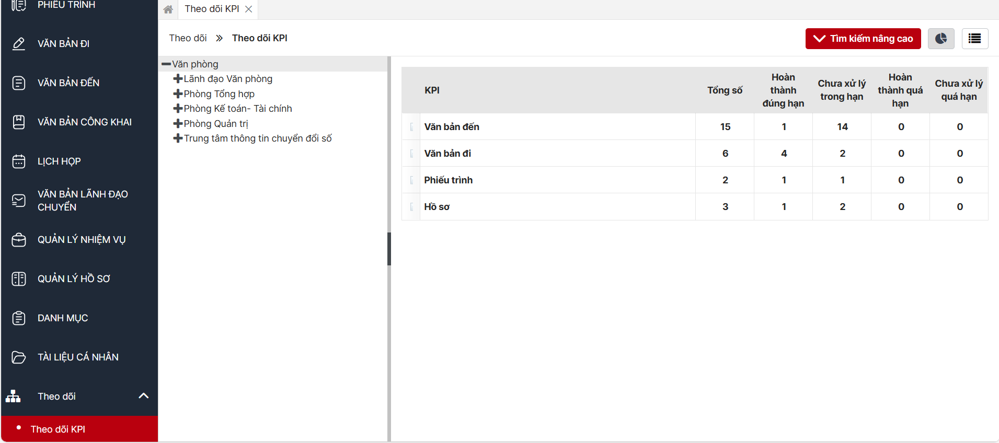 PHIẾU TRÌNH
VĂN BẢN ĐI
VĂN BẢN ĐẾN
VĂN BẢN CÔNG KHAI
LỊCH HỌP
VĂN BẢN LÃNH ĐẠO
CHUYỂN
QUẢN LÝ NHIỆM VỤ
QUẢN LÝ HỒ SƠ
DANH MỤC
TÀI LIỆU CÁ NHÂN
Theo dõi
Theo dõi KPI
Theo dõi KPI
Theo dõi » Theo dõi KPI
Tìm kiếm nâng cao
Văn phòng
Lãnh đạo Văn phòng
Phòng Tổng hợp
Phòng Kế toán- Tài chính
Phòng Quản trị
Trung tâm thông tin chuyển đổi số
KPI
Tổng số
Hoàn
thành
đúng hạn
Chưa xử lý
trong hạn
Hoàn
thành quá
hạn
Chưa xử lý
quá hạn
Văn bản đến 15 1 14 0 0
Văn bản đi 6 4 2 0 0
Phiếu trình 2 1 1 0 0
Hồ sơ 3 1 2 0 0